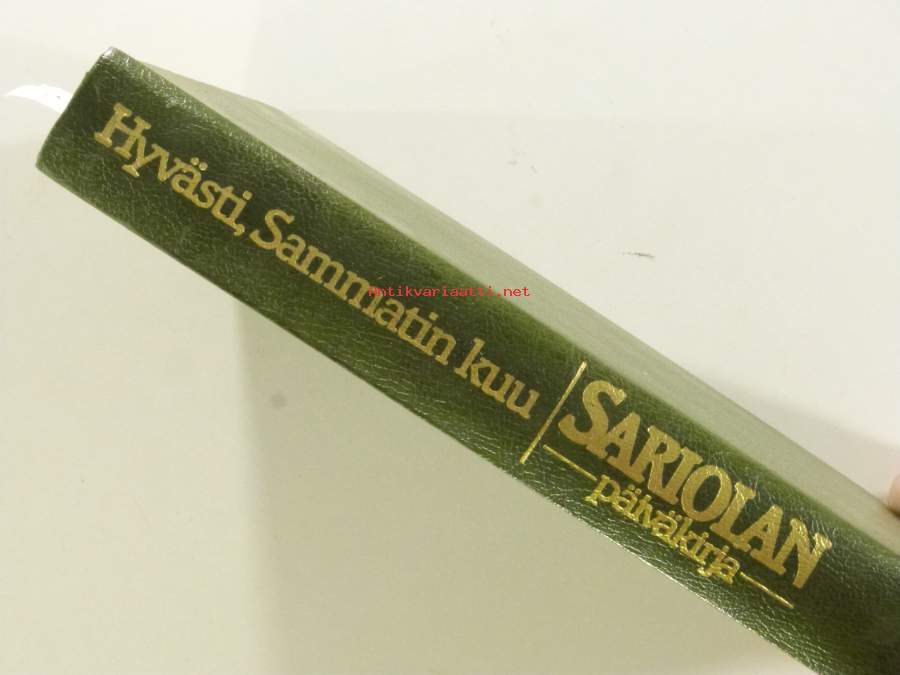 Hyvästi, Sammatin kuu
SARIOLAN
päiväkirja
Antikvariaatti.net